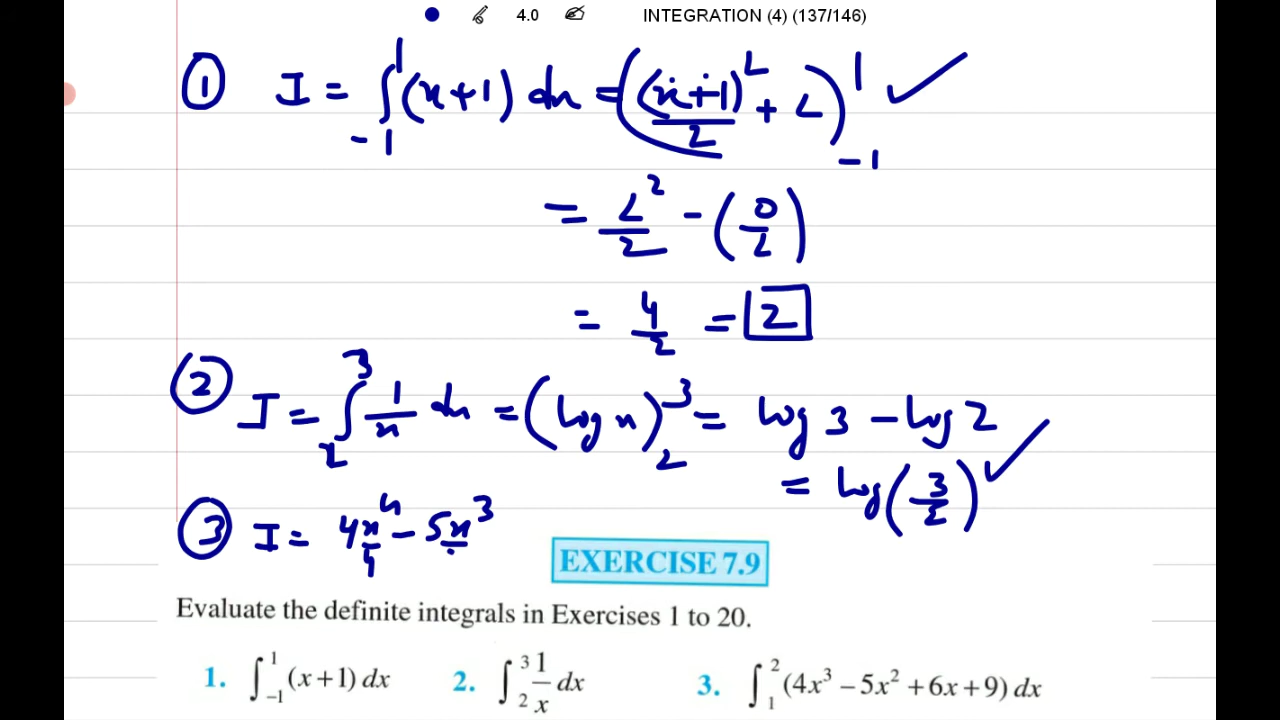 4.0 INTEGRATION (4) (137/146)
① I = ∫₋₁¹ (x+1) dx = ((x+1)²/2 + C)₋₁¹ ✓
= 2²/2 - (0/2)
= 4/2 = 2
② I = ∫₂³ 1/x dx = (log x)₂³ = log 3 - log 2
= log(3/2) ✓
③ I = 4x⁴/4 - 5x³
EXERCISE 7.9
Evaluate the definite integrals in Exercises 1 to 20.
1. ∫₋₁¹ (x+1) dx 2. ∫₂³ 1/x dx 3. ∫₁² (4x³ – 5x² + 6x + 9) dx